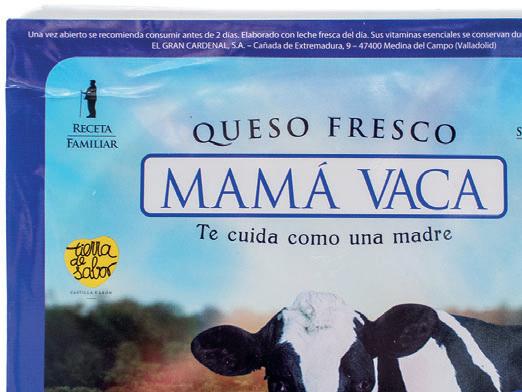 Una vez abierto se recomienda consumir antes de 2 días. Elaborado con leche fresca del día. Sus vitaminas esenciales se conservan du
EL GRAN CARDENAL, S.A. – Cañada de Extremadura, 9 – 47400 Medina del Campo (Valladolid)
RECETA
FAMILIAR
QUESO FRESCO
S
MAMÁ VACA
Te cuida como una madre
tierra
de
sabor
CASTILLA Y LEÓN